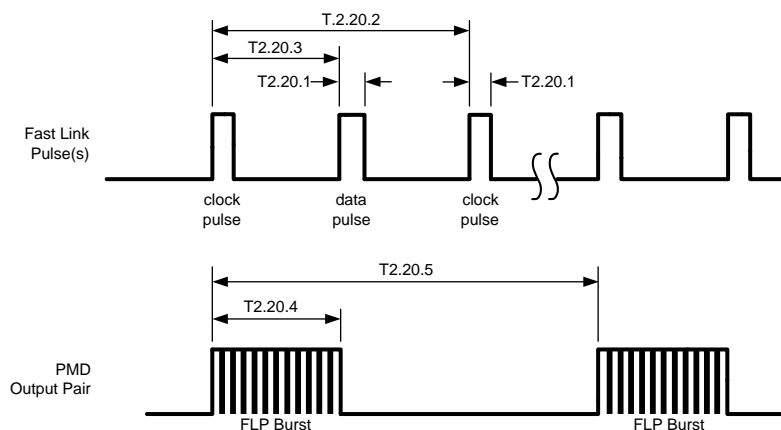 T.2.20.2
T2.20.3
T2.20.1
T2.20.1
Fast Link
Pulse(s)
clock
pulse
data
pulse
clock
pulse
T2.20.5
T2.20.4
PMD
Output Pair
FLP Burst
FLP Burst